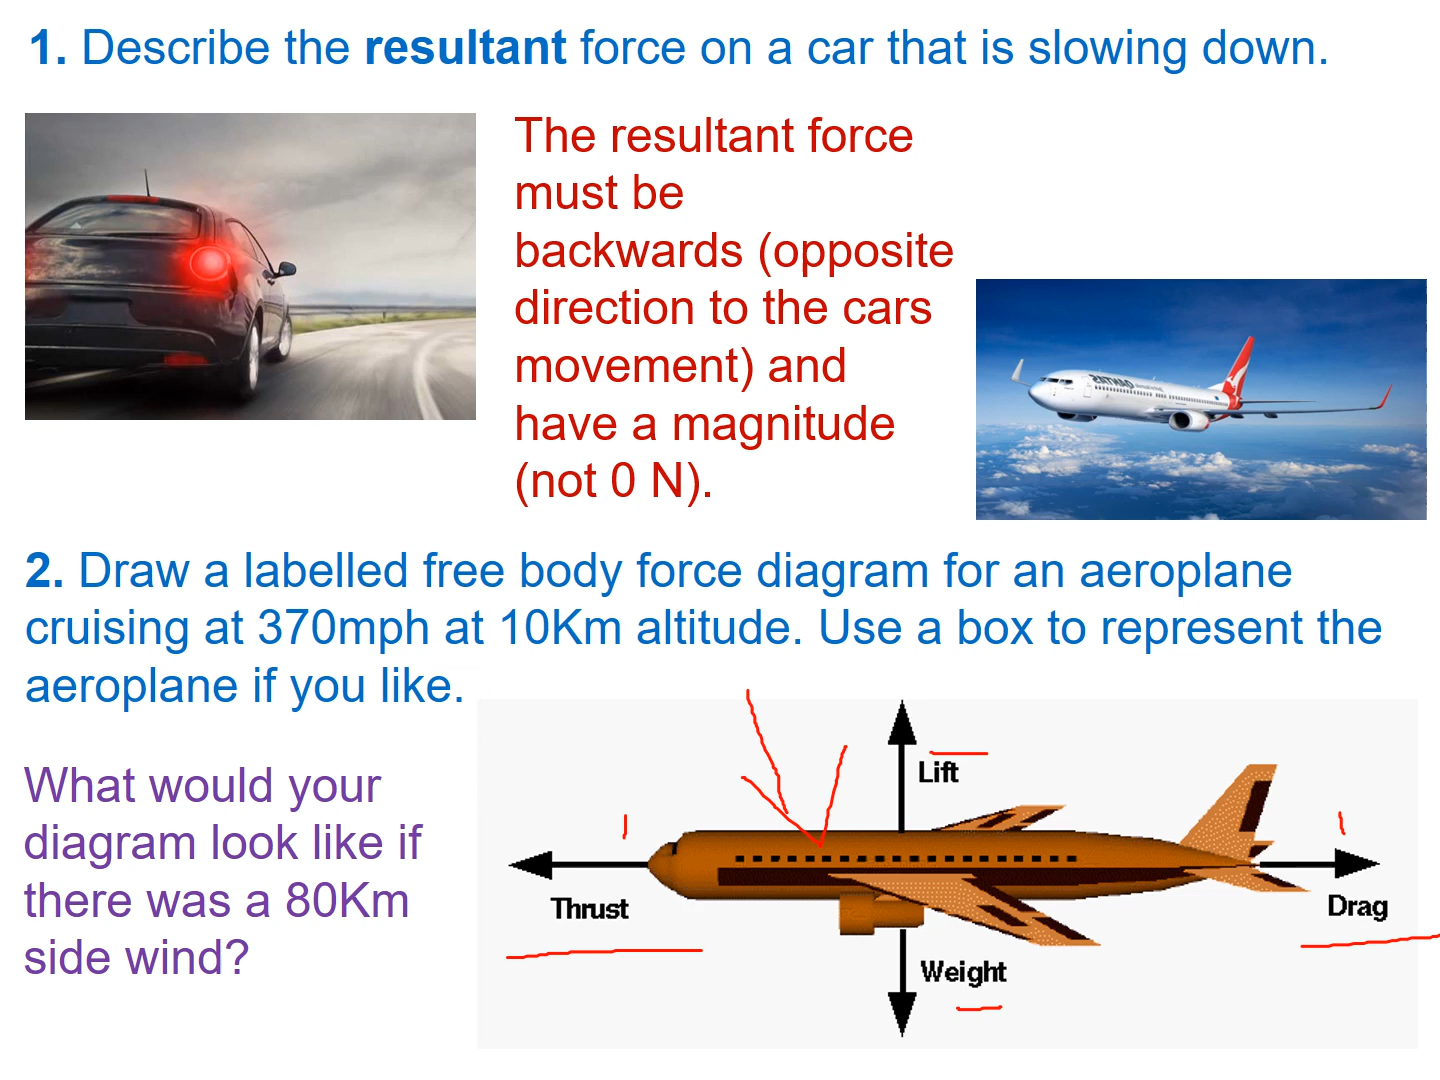 1. Describe the resultant force on a car that is slowing down.
The resultant force
must be
backwards (opposite
direction to the cars
movement) and
have a magnitude
(not 0 N).
2. Draw a labelled free body force diagram for an aeroplane
cruising at 370mph at 10Km altitude. Use a box to represent the
aeroplane if you like.
What would your
diagram look like if
there was a 80Km
side wind?
Lift
Thrust
Drag
Weight